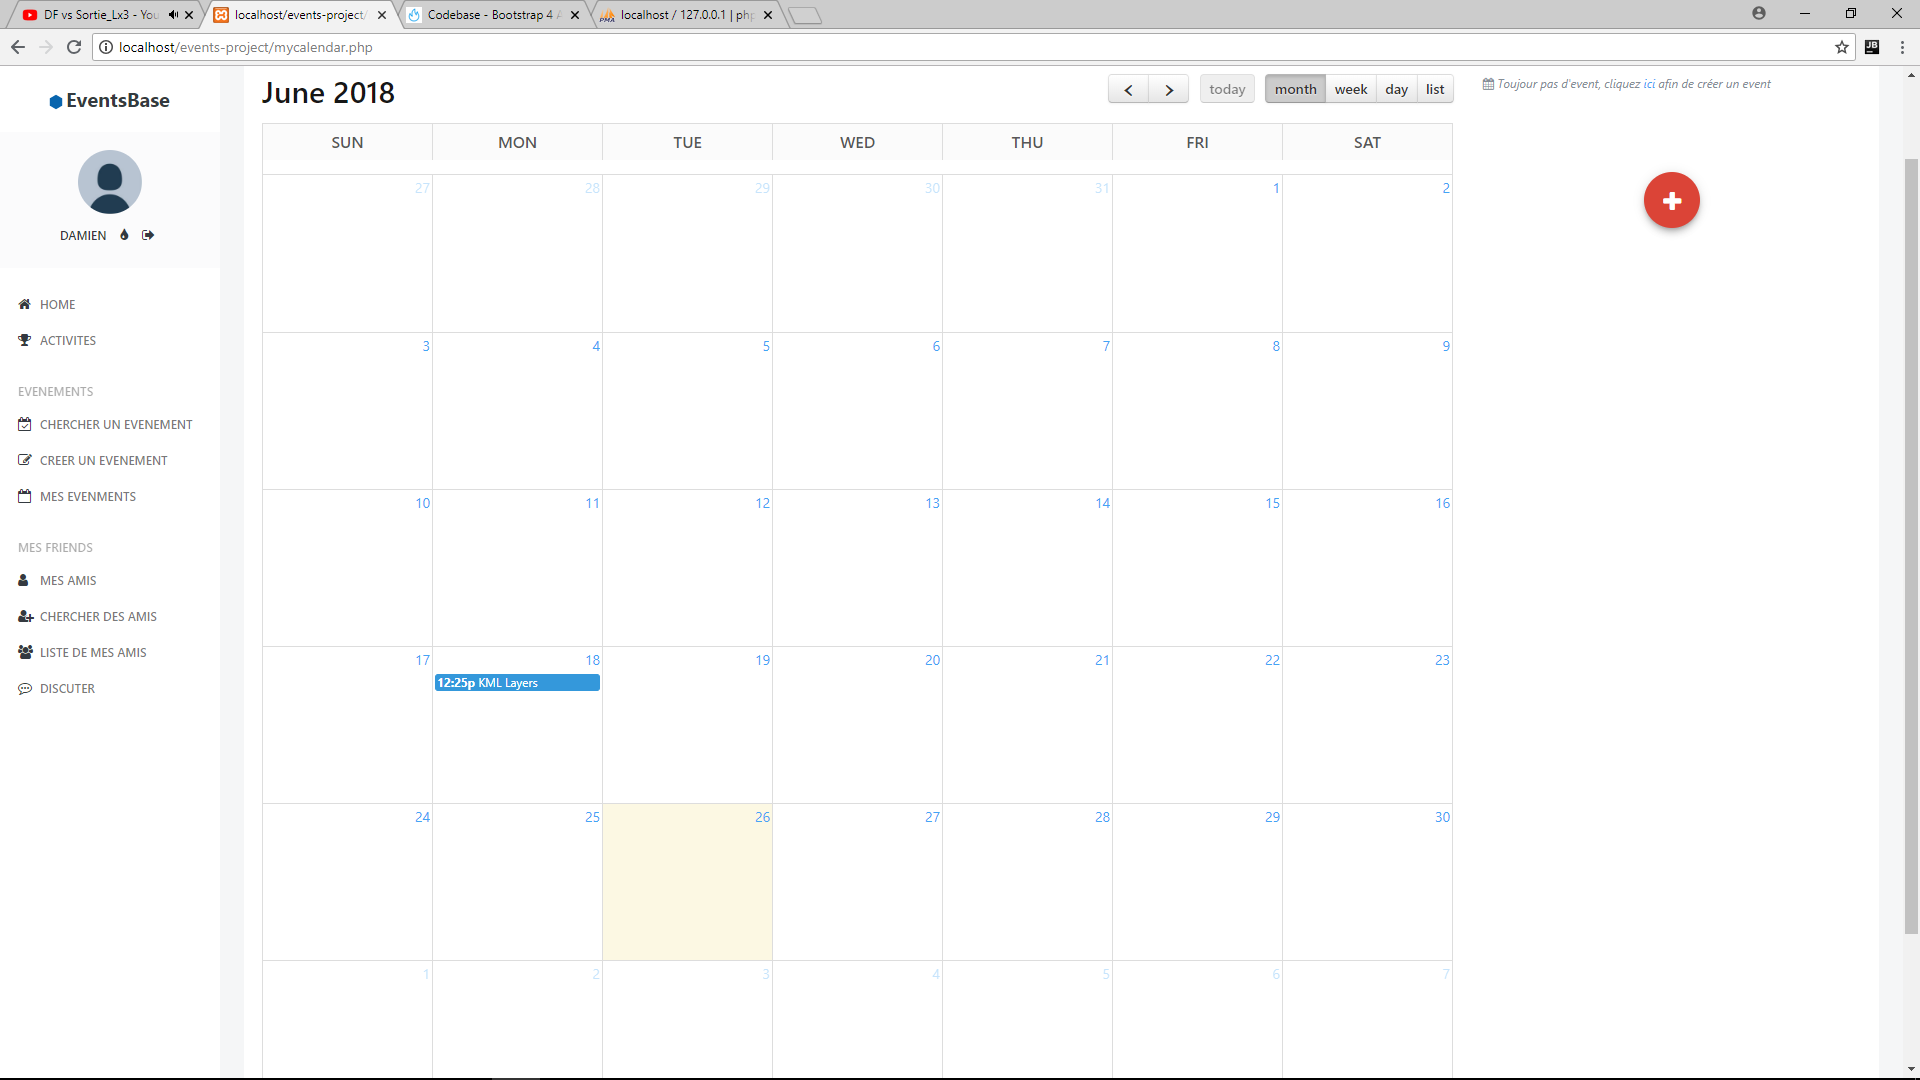 DF vs Sortie_Lx3 - You
localhost/events-project/
Codebase - Bootstrap 4 A
localhost / 127.0.0.1 | php
localhost/events-project/mycalendar.php
EventsBase
DAMIEN
HOME
ACTIVITES
EVENEMENTS
CHERCHER UN EVENEMENT
CREER UN EVENEMENT
MES EVENMENTS
MES FRIENDS
MES AMIS
CHERCHER DES AMIS
LISTE DE MES AMIS
DISCUTER
June 2018
today month week day list
SUN MON TUE WED THU FRI SAT
27 28 29 30 31 1 2
3 4 5 6 7 8 9
10 11 12 13 14 15 16
17 18 19 20 21 22 23
12:25p KML Layers
24 25 26 27 28 29 30
1 2 3 4 5 6 7
Toujour pas d'event, cliquez ici afin de créer un event